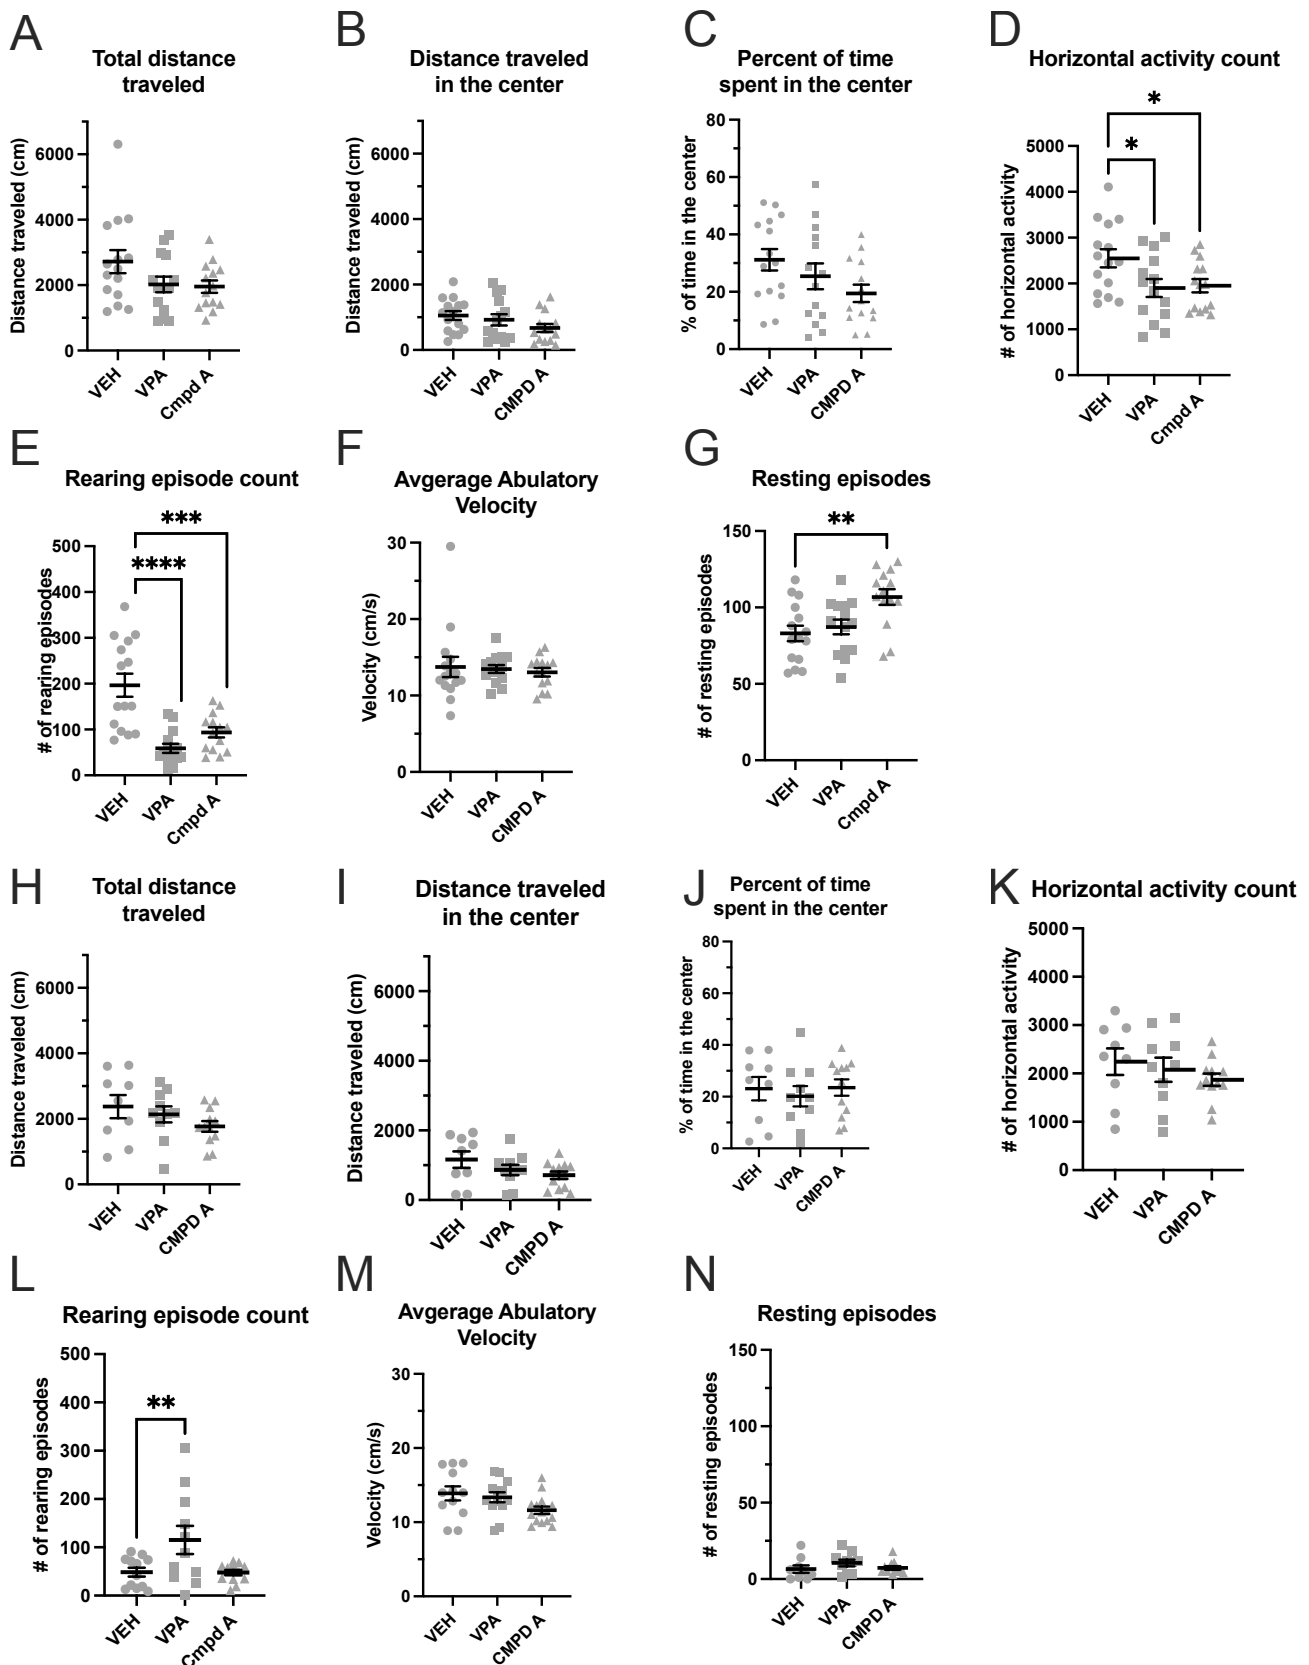 A
Total distance
traveled
Distance traveled (cm)
6000
4000
2000
0
VEH
VPA
Cmpd A
B
Distance traveled
in the center
Distance traveled (cm)
6000
4000
2000
0
VEH
VPA
CMPD A
C
Percent of time
spent in the center
% of time in the center
80
60
40
20
0
VEH
VPA
CMPD A
D
Horizontal activity count
*
*
# of horizontal activity
5000
4000
3000
2000
1000
0
VEH
VPA
Cmpd A
E
Rearing episode count
***
****
# of rearing episodes
500
400
300
200
100
0
VEH
VPA
Cmpd A
F
Avgerage Abulatory
Velocity
Velocity (cm/s)
30
20
10
0
VEH
VPA
CMPD A
G
Resting episodes
**
# of resting episodes
150
100
50
0
VEH
VPA
Cmpd A
H
Total distance
traveled
Distance traveled (cm)
6000
4000
2000
0
VEH
VPA
CMPD A
I
Distance traveled
in the center
Distance traveled (cm)
6000
4000
2000
0
VEH
VPA
CMPD A
J
Percent of time
spent in the center
% of time in the center
80
60
40
20
0
VEH
VPA
CMPD A
K
Horizontal activity count
# of horizontal activity
5000
4000
3000
2000
1000
0
VEH
VPA
CMPD A
L
Rearing episode count
**
# of rearing episodes
500
400
300
200
100
0
VEH
VPA
Cmpd A
M
Avgerage Abulatory
Velocity
Velocity (cm/s)
30
20
10
0
VEH
VPA
CMPD A
N
Resting episodes
# of resting episodes
150
100
50
0
VEH
VPA
CMPD A